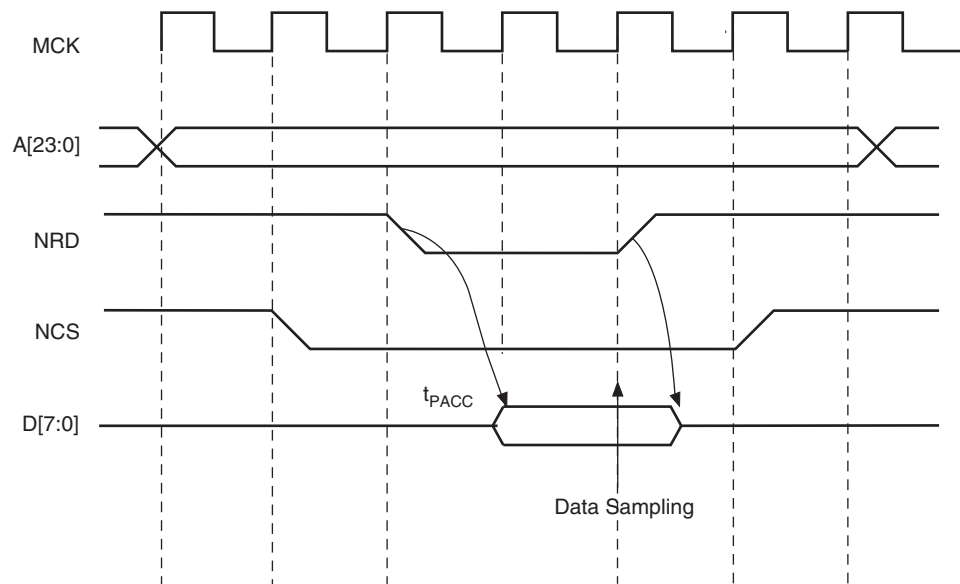 MCK
A[23:0]
NRD
NCS
tPACC
D[7:0]
Data Sampling